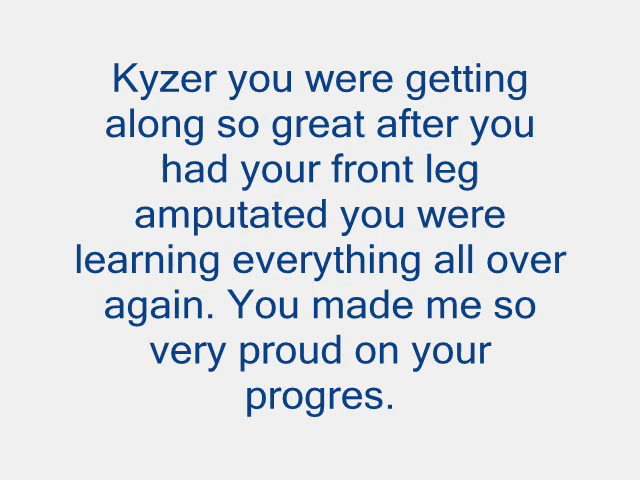 Kyzer you were getting
along so great after you
had your front leg
amputated you were
learning everything all over
again. You made me so
very proud on your
progres.